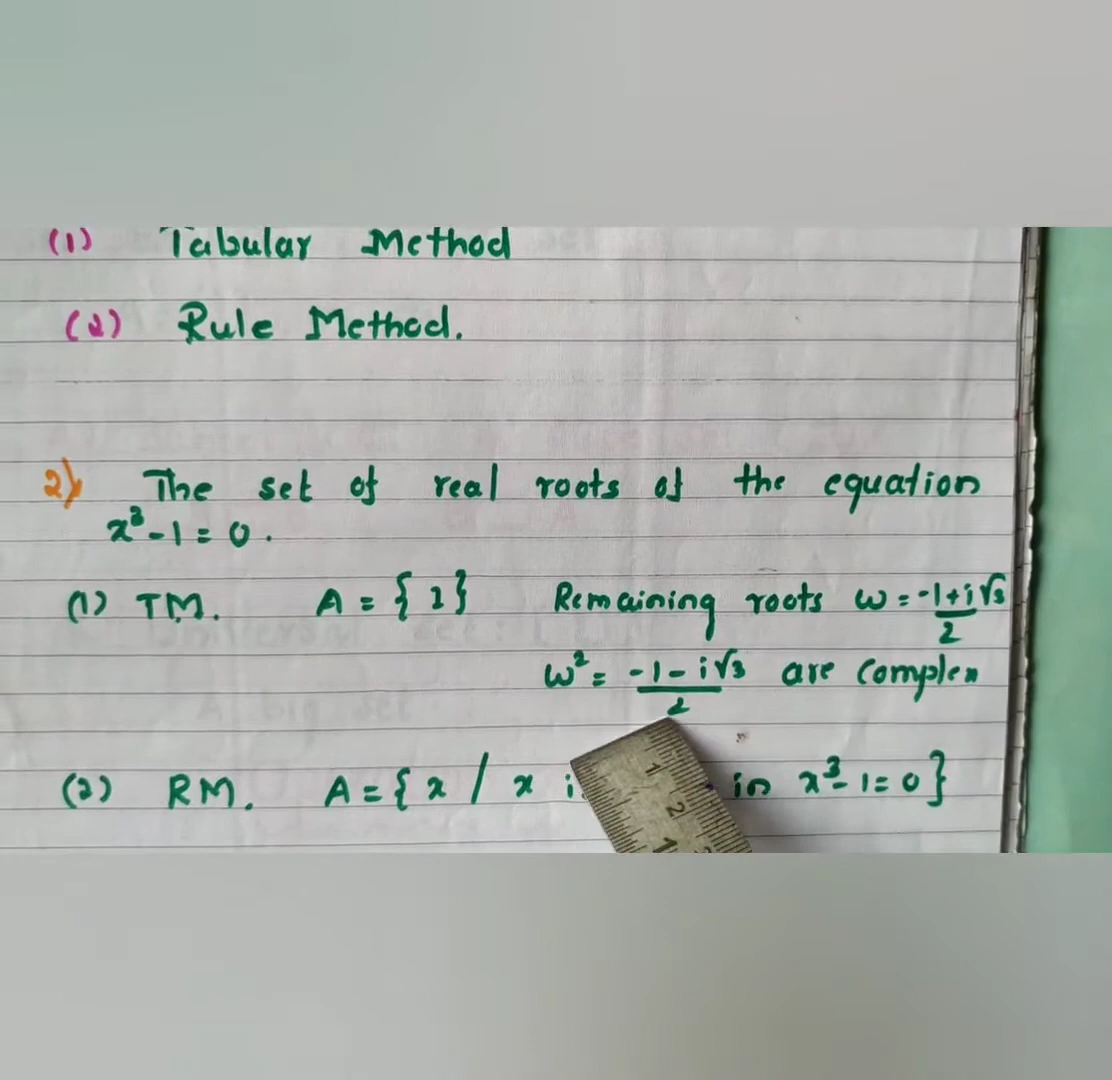 (1) Tabular Method
(2) Rule Method.
2) The set of real roots of the equation
x³-1=0.
(1) TM. A = { 1 } Remaining roots ω = -1+i√3/2
ω² = -1-i√3/2 are complex
(2) RM. A = { x / x in x³-1=0 }
1 2